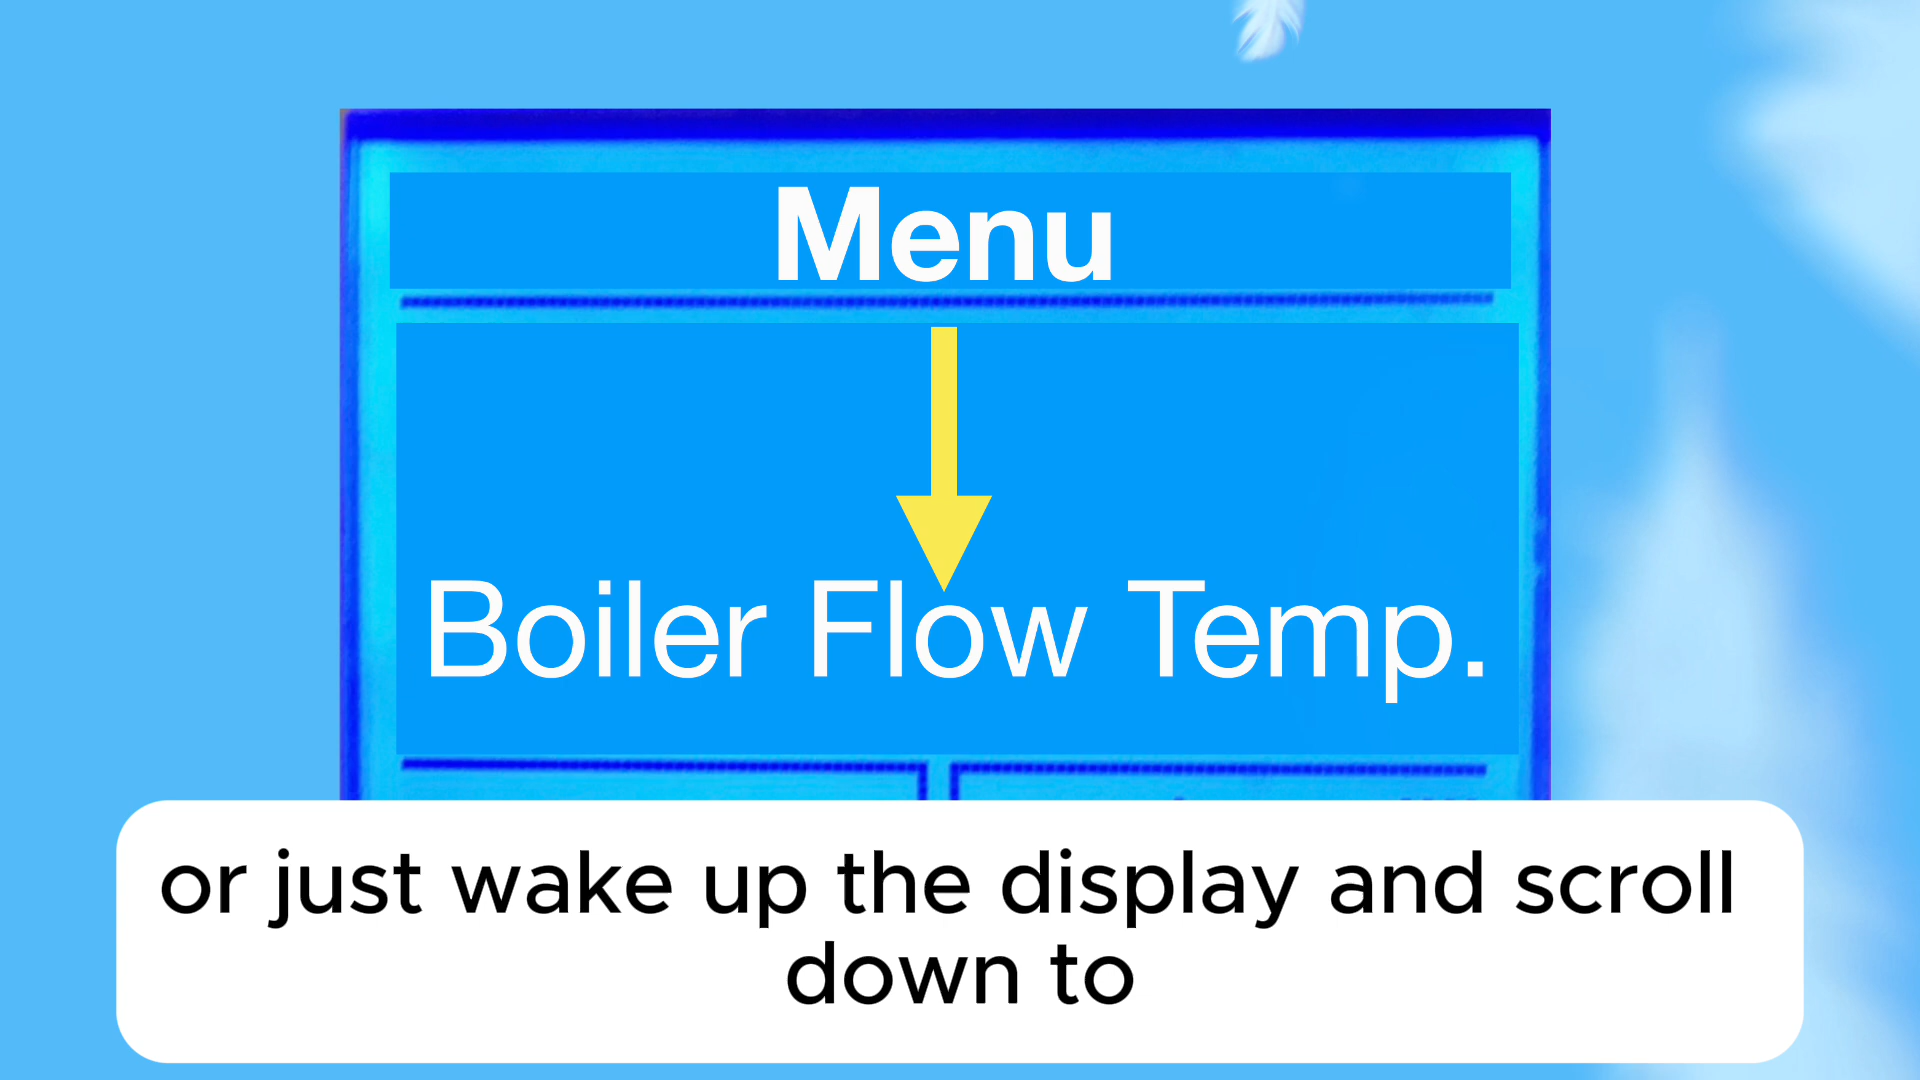 Menu
Boiler Flow Temp.
or just wake up the display and scroll
down to